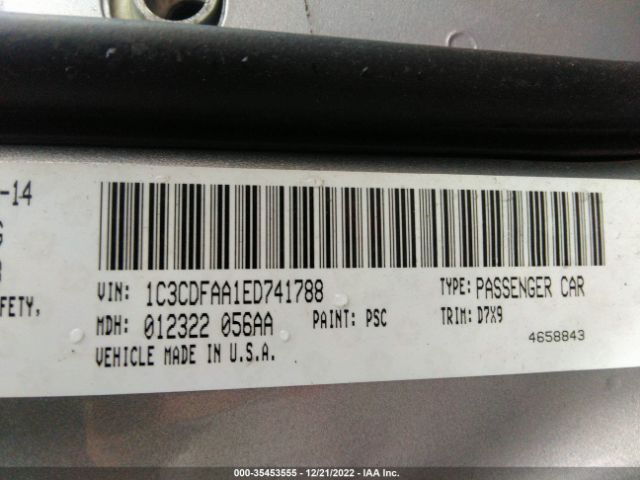 -14
FETY,
VIN: 1C3CDFAA1ED741788 TYPE: PASSENGER CAR
MDH: 012322 056AA PAINT: PSC TRIM: D7X9
VEHICLE MADE IN U.S.A. 4658843
000-35453555 - 12/21/2022 - IAA Inc.